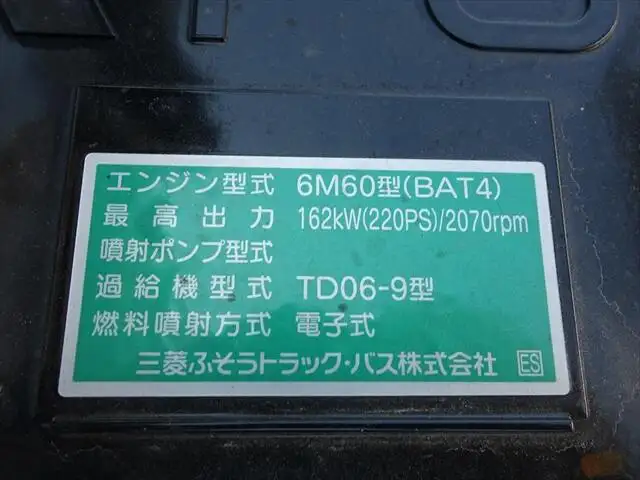 エンジン型式 6M60型(BAT4)
最高出力 162kW(220PS)/2070rpm
噴射ポンプ型式
過給機型式 TD06-9型
燃料噴射方式 電子式
三菱ふそうトラック・バス株式会社 ES